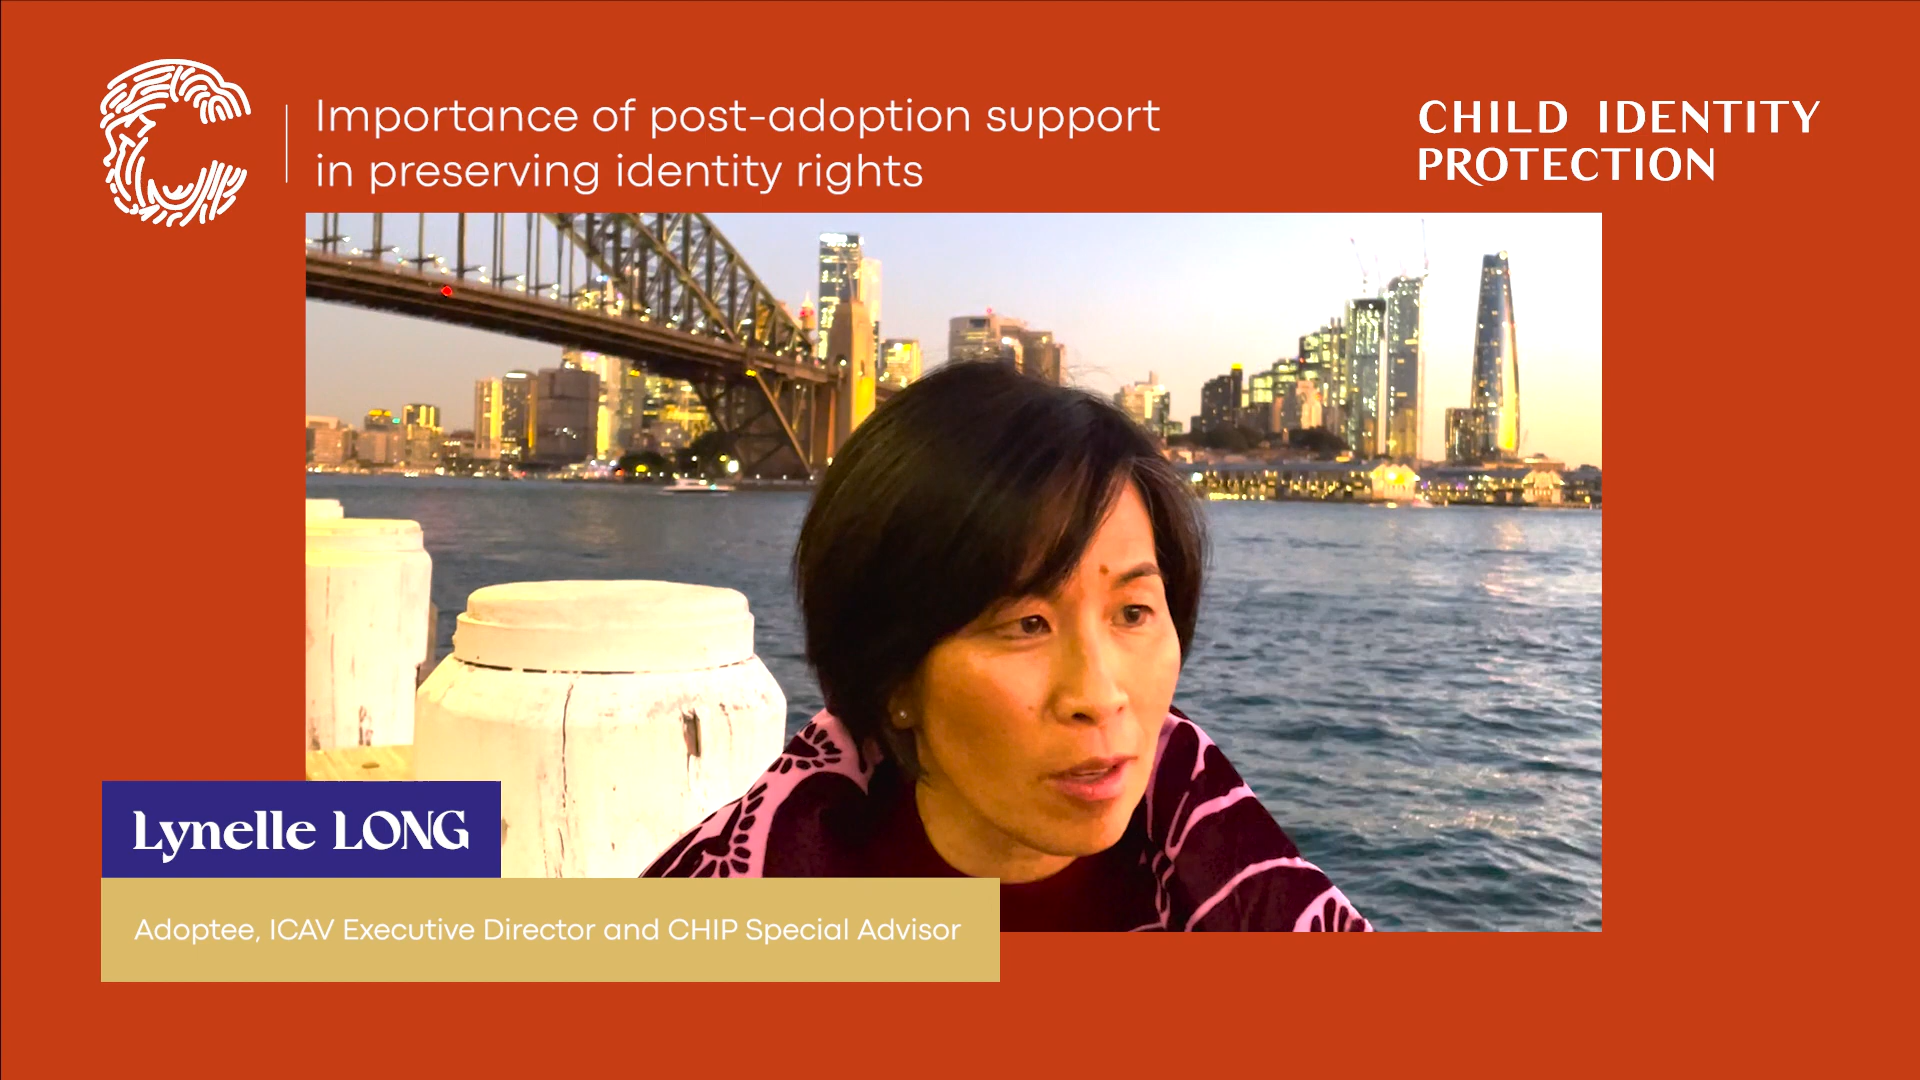 Importance of post-adoption support
in preserving identity rights
CHILD IDENTITY
PROTECTION
Lynelle LONG
Adoptee, ICAV Executive Director and CHIP Special Advisor